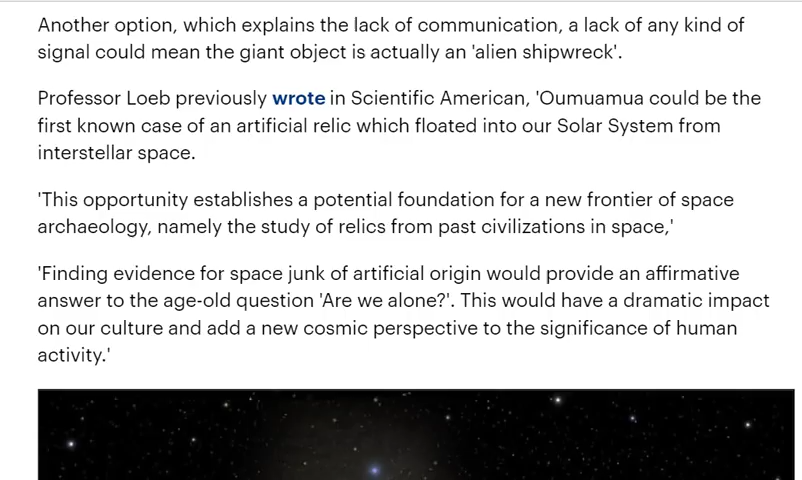 Another option, which explains the lack of communication, a lack of any kind of
signal could mean the giant object is actually an 'alien shipwreck'.
Professor Loeb previously wrote in Scientific American, 'Oumuamua could be the
first known case of an artificial relic which floated into our Solar System from
interstellar space.
'This opportunity establishes a potential foundation for a new frontier of space
archaeology, namely the study of relics from past civilizations in space,'
'Finding evidence for space junk of artificial origin would provide an affirmative
answer to the age-old question 'Are we alone?'. This would have a dramatic impact
on our culture and add a new cosmic perspective to the significance of human
activity.'